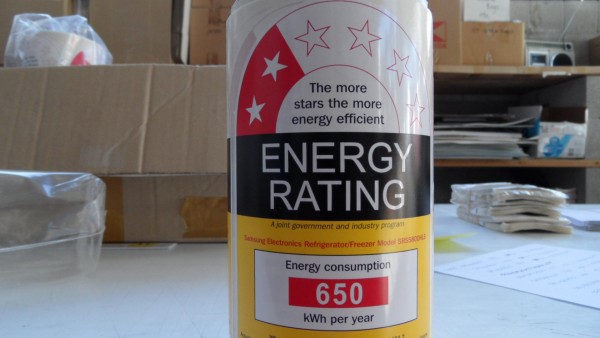 The more
stars the more
energy efficient
ENERGY
RATING
A joint government and industry program
Samsung Electronics Refrigerator/Freezer Model
Energy consumption
650
kWh per year